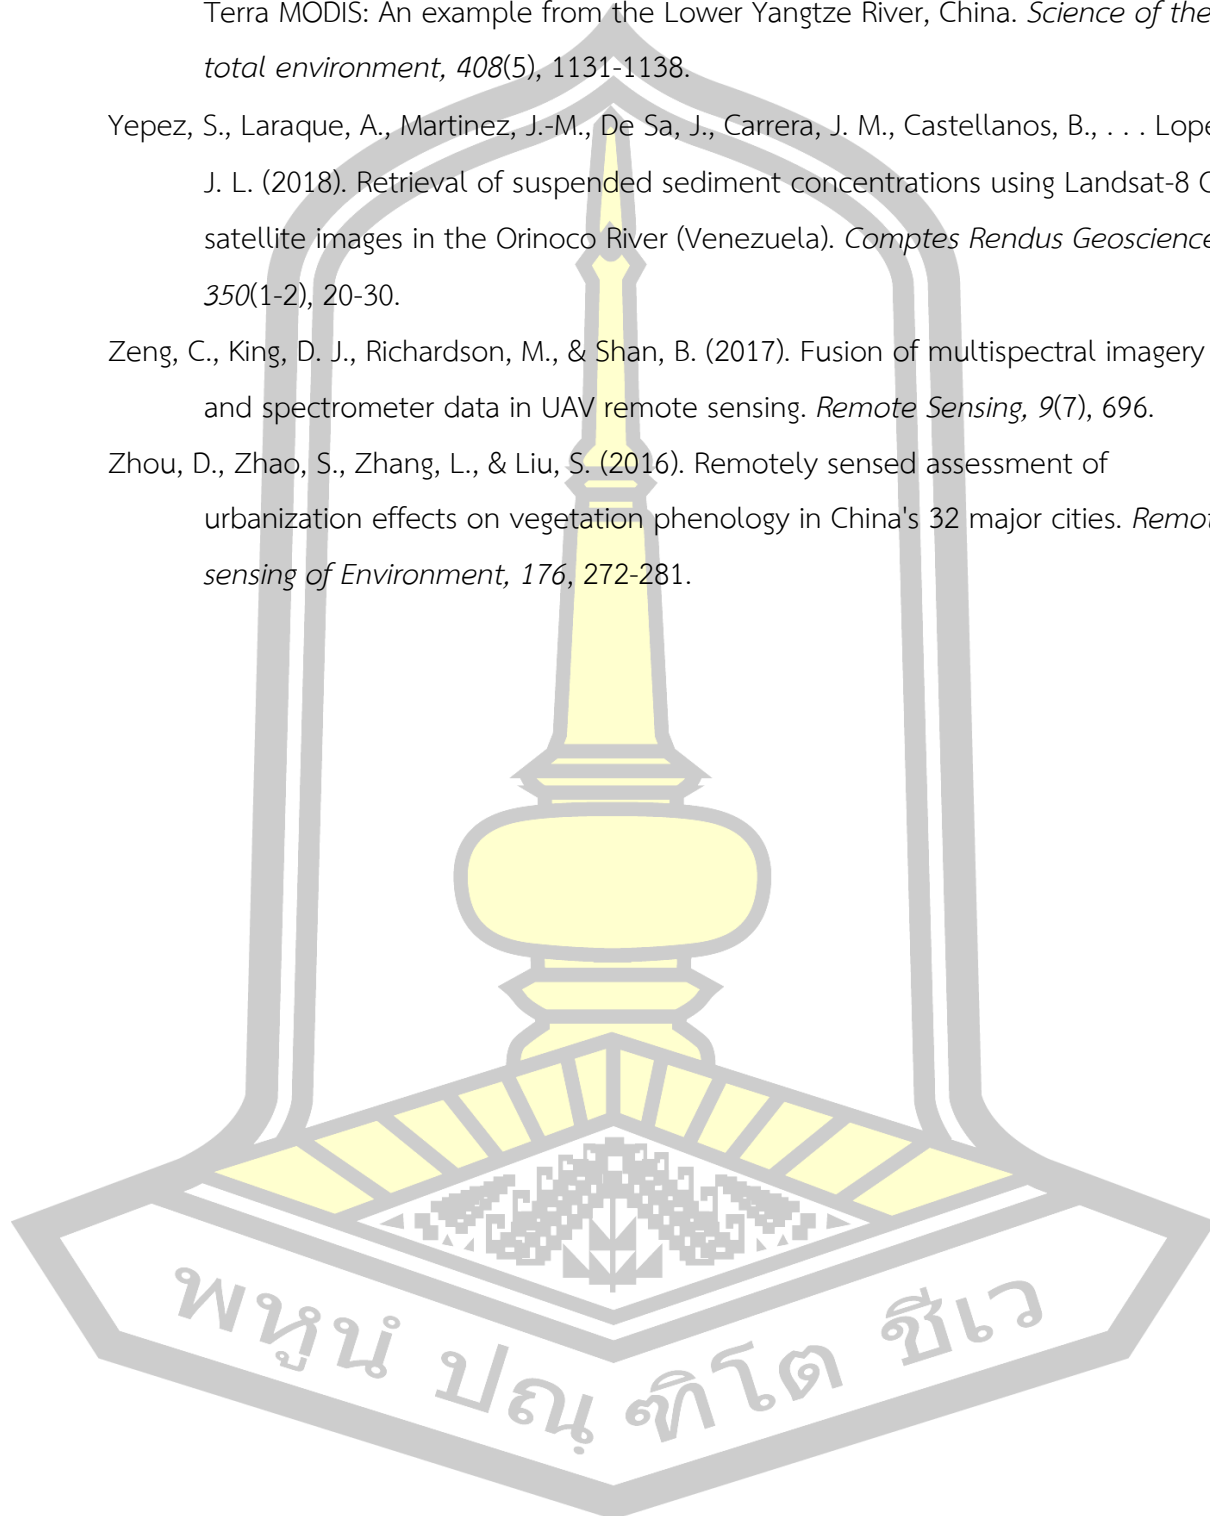 Terra MODIS: An example from the Lower Yangtze River, China. Science of the
total environment, 408(5), 1131-1138.
Yepez, S., Laraque, A., Martinez, J.-M., De Sa, J., Carrera, J. M., Castellanos, B., . . . Lope
J. L. (2018). Retrieval of suspended sediment concentrations using Landsat-8 O
satellite images in the Orinoco River (Venezuela). Comptes Rendus Geoscience
350(1-2), 20-30.
Zeng, C., King, D. J., Richardson, M., & Shan, B. (2017). Fusion of multispectral imagery
and spectrometer data in UAV remote sensing. Remote Sensing, 9(7), 696.
Zhou, D., Zhao, S., Zhang, L., & Liu, S. (2016). Remotely sensed assessment of
urbanization effects on vegetation phenology in China's 32 major cities. Remot
sensing of Environment, 176, 272-281.
พหูนํ ปณฺฑิโต ชีเว